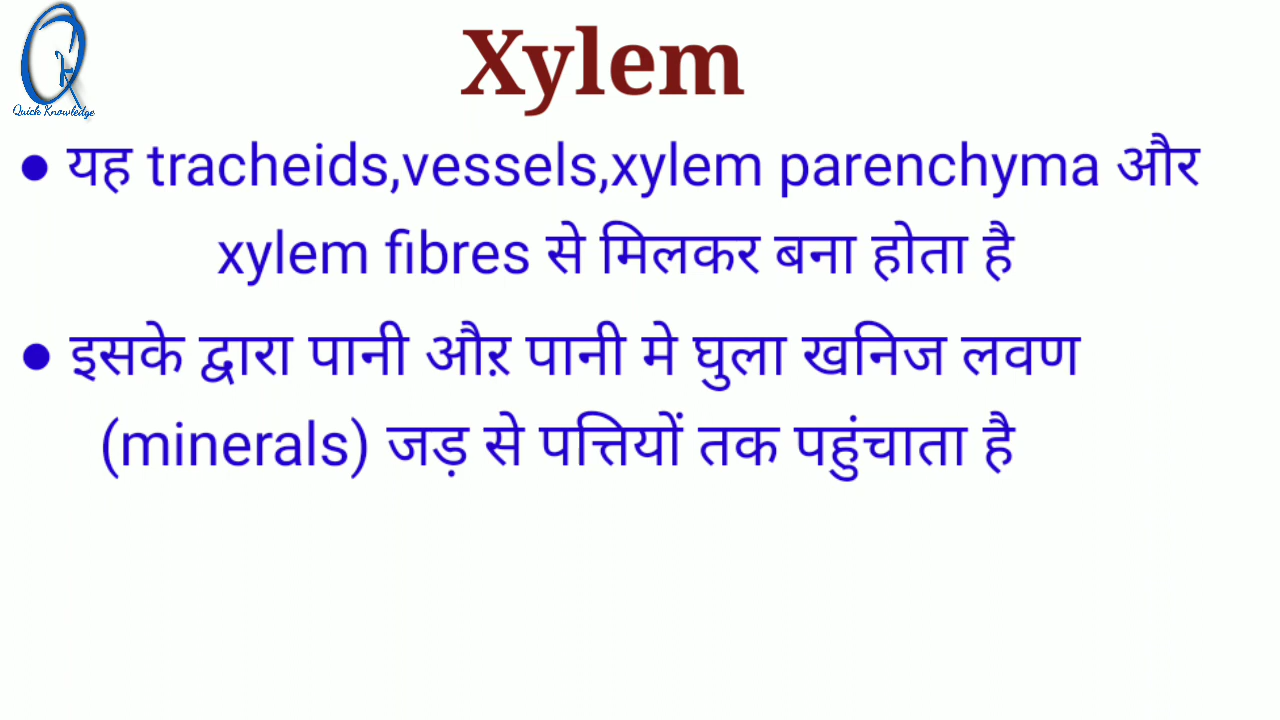 Xylem
Quick Knowledge
● यह tracheids,vessels,xylem parenchyma और
xylem fibres से मिलकर बना होता है
● इसके द्वारा पानी औऱ पानी मे घुला खनिज लवण
(minerals) जड़ से पत्तियों तक पहुंचाता है